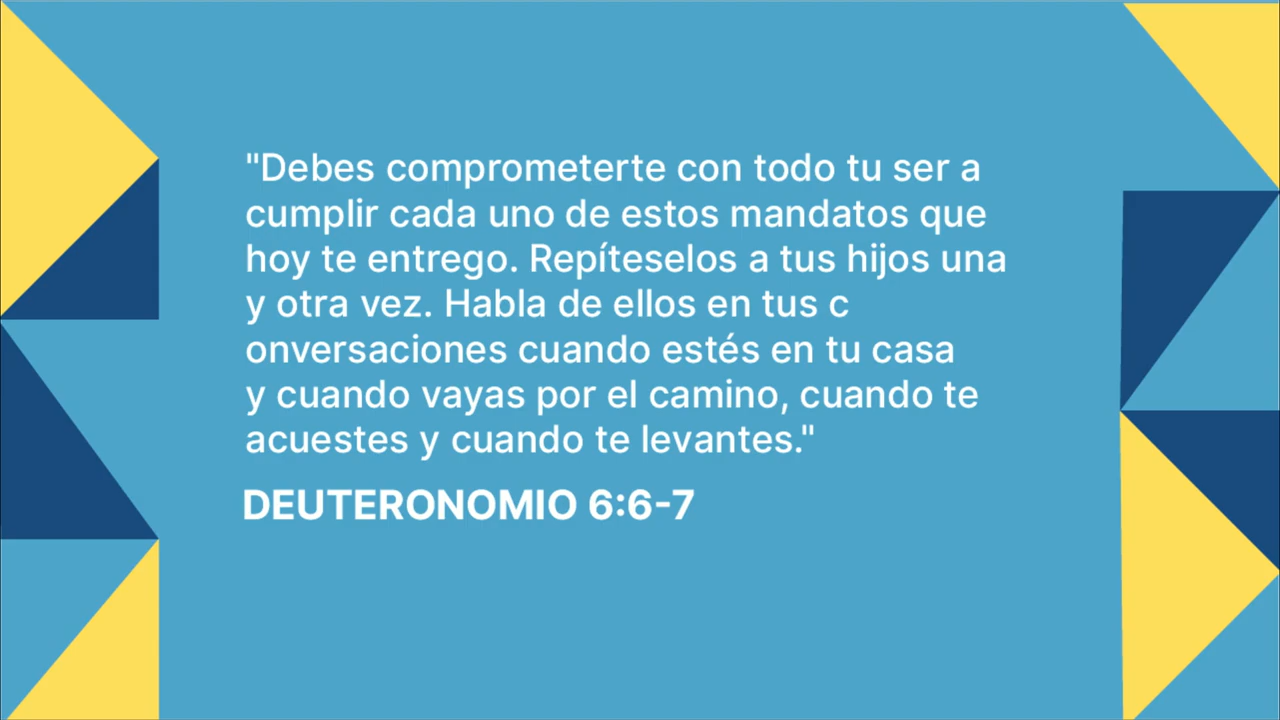 "Debes comprometerte con todo tu ser a
cumplir cada uno de estos mandatos que
hoy te entrego. Repíteselos a tus hijos una
y otra vez. Habla de ellos en tus c
onversaciones cuando estés en tu casa
y cuando vayas por el camino, cuando te
acuestes y cuando te levantes."
DEUTERONOMIO 6:6-7